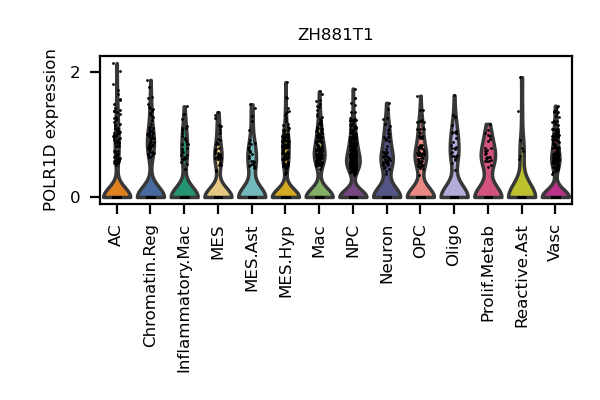 ZH881T1
POLR1D expression
2
0
AC
Chromatin.Reg
Inflammatory.Mac
MES
MES.Ast
MES.Hyp
Mac
NPC
Neuron
OPC
Oligo
Prolif.Metab
Reactive.Ast
Vasc